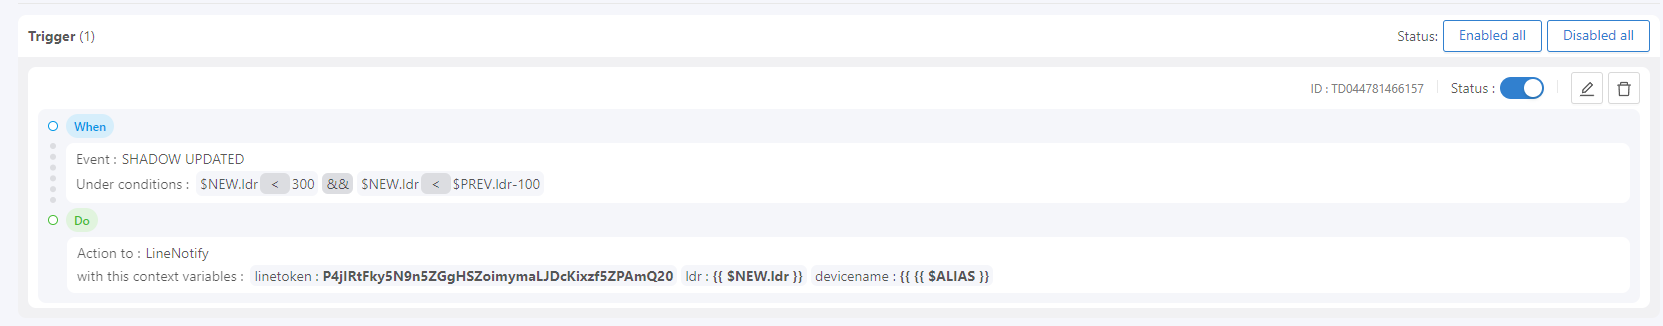 Trigger (1) Status: Enabled all Disabled all
ID : TD044781466157 Status :
When
Event : SHADOW UPDATED
Under conditions : $NEW.ldr < 300 && $NEW.ldr < $PREV.ldr-100
Do
Action to : LineNotify
with this context variables : linetoken : P4jlRtFky5N9n5ZGgHSZoimymaLJDcKixzf5ZPAmQ20 ldr : {{ $NEW.ldr }} devicename : {{ {{ $ALIAS }}